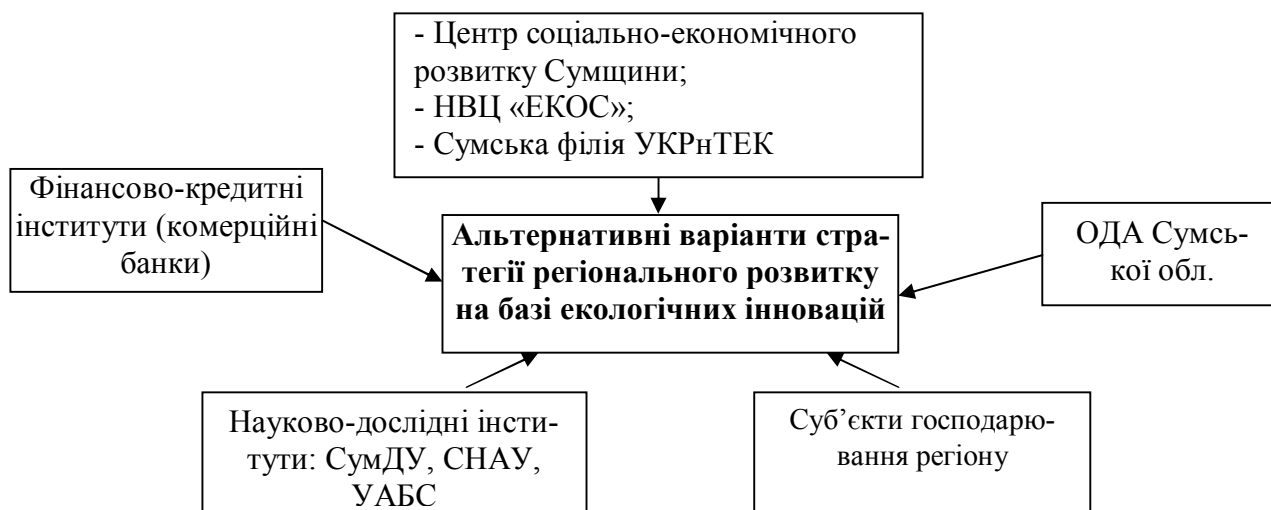 - Центр соціально-економічного
розвитку Сумщини;
- НВЦ «ЕКОС»;
- Сумська філія УКРнТЕК
Фінансово-кредитні
інститути (комерційні
банки)
Альтернативні варіанти стра-
тегії регіонального розвитку
на базі екологічних інновацій
ОДА Сумсь-
кої обл.
Науково-дослідні інсти-
тути: СумДУ, СНАУ,
УАБС
Суб’єкти господарю-
вання регіону